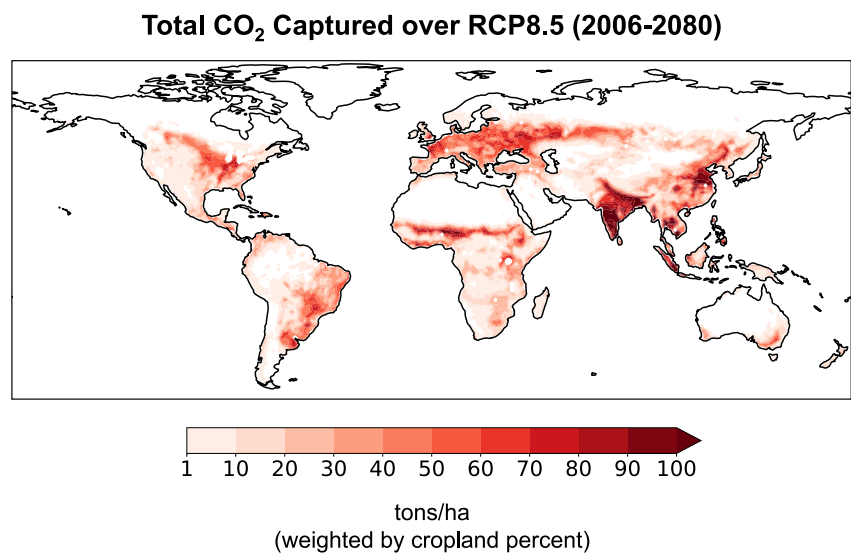 Total CO₂ Captured over RCP8.5 (2006-2080)
1 10 20 30 40 50 60 70 80 90 100
tons/ha
(weighted by cropland percent)